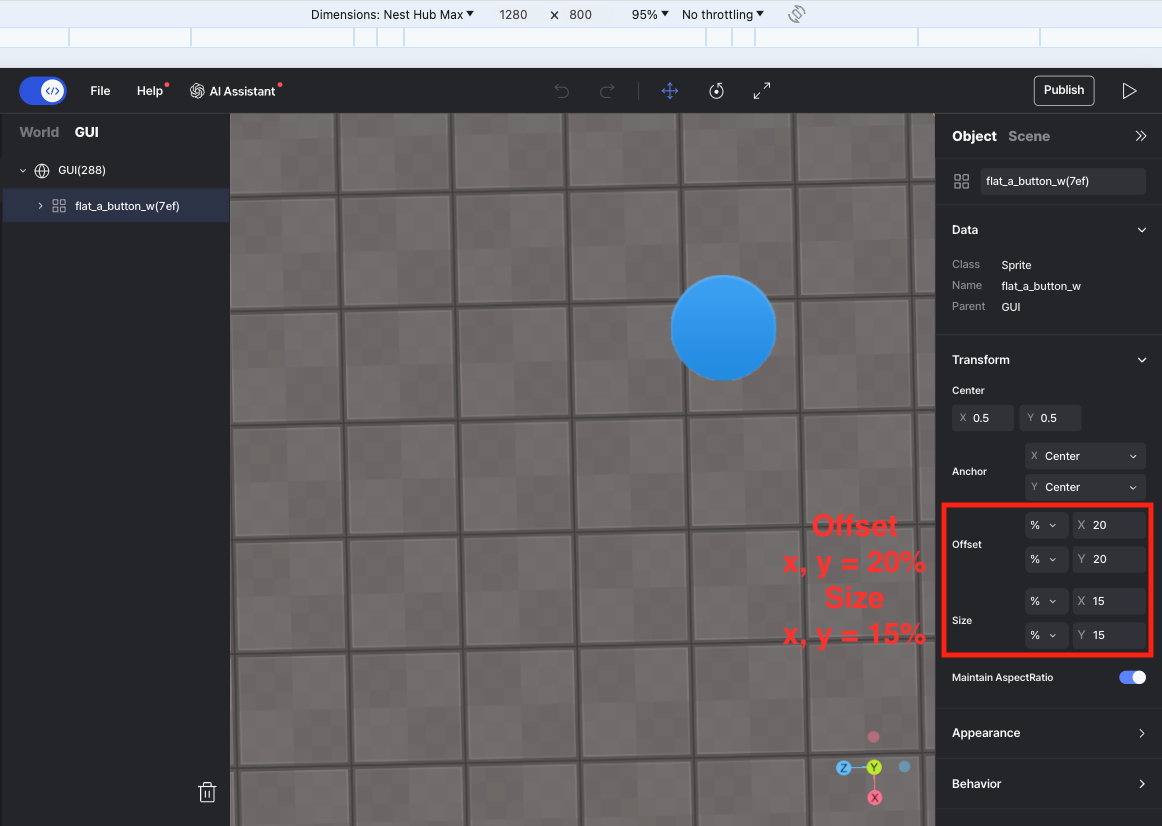 Dimensions: Nest Hub Max 1280 × 800 95% No throttling
File Help AI Assistant Publish
World GUI
GUI(288)
flat_a_button_w(7ef)
Offset
x, y = 20%
Size
x, y = 15%
Z Y
X
Object Scene
flat_a_button_w(7ef)
Data
Class Sprite
Name flat_a_button_w
Parent GUI
Transform
Center
X 0.5 Y 0.5
Anchor
X Center
Y Center
Offset
% X 20
% Y 20
Size
% X 15
% Y 15
Maintain AspectRatio
Appearance
Behavior